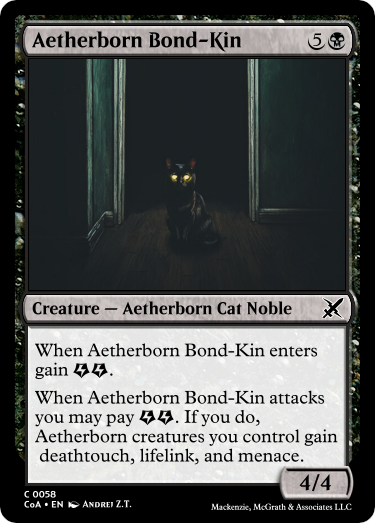 Aetherborn Bond-Kin 5
Creature — Aetherborn Cat Noble
When Aetherborn Bond-Kin enters
gain .
When Aetherborn Bond-Kin attacks
you may pay . If you do,
Aetherborn creatures you control gain
deathtouch, lifelink, and menace.
4/4
C 0058
CoA • EN ANDREJ Z.T.
Mackenzie, McGrath & Associates LLC